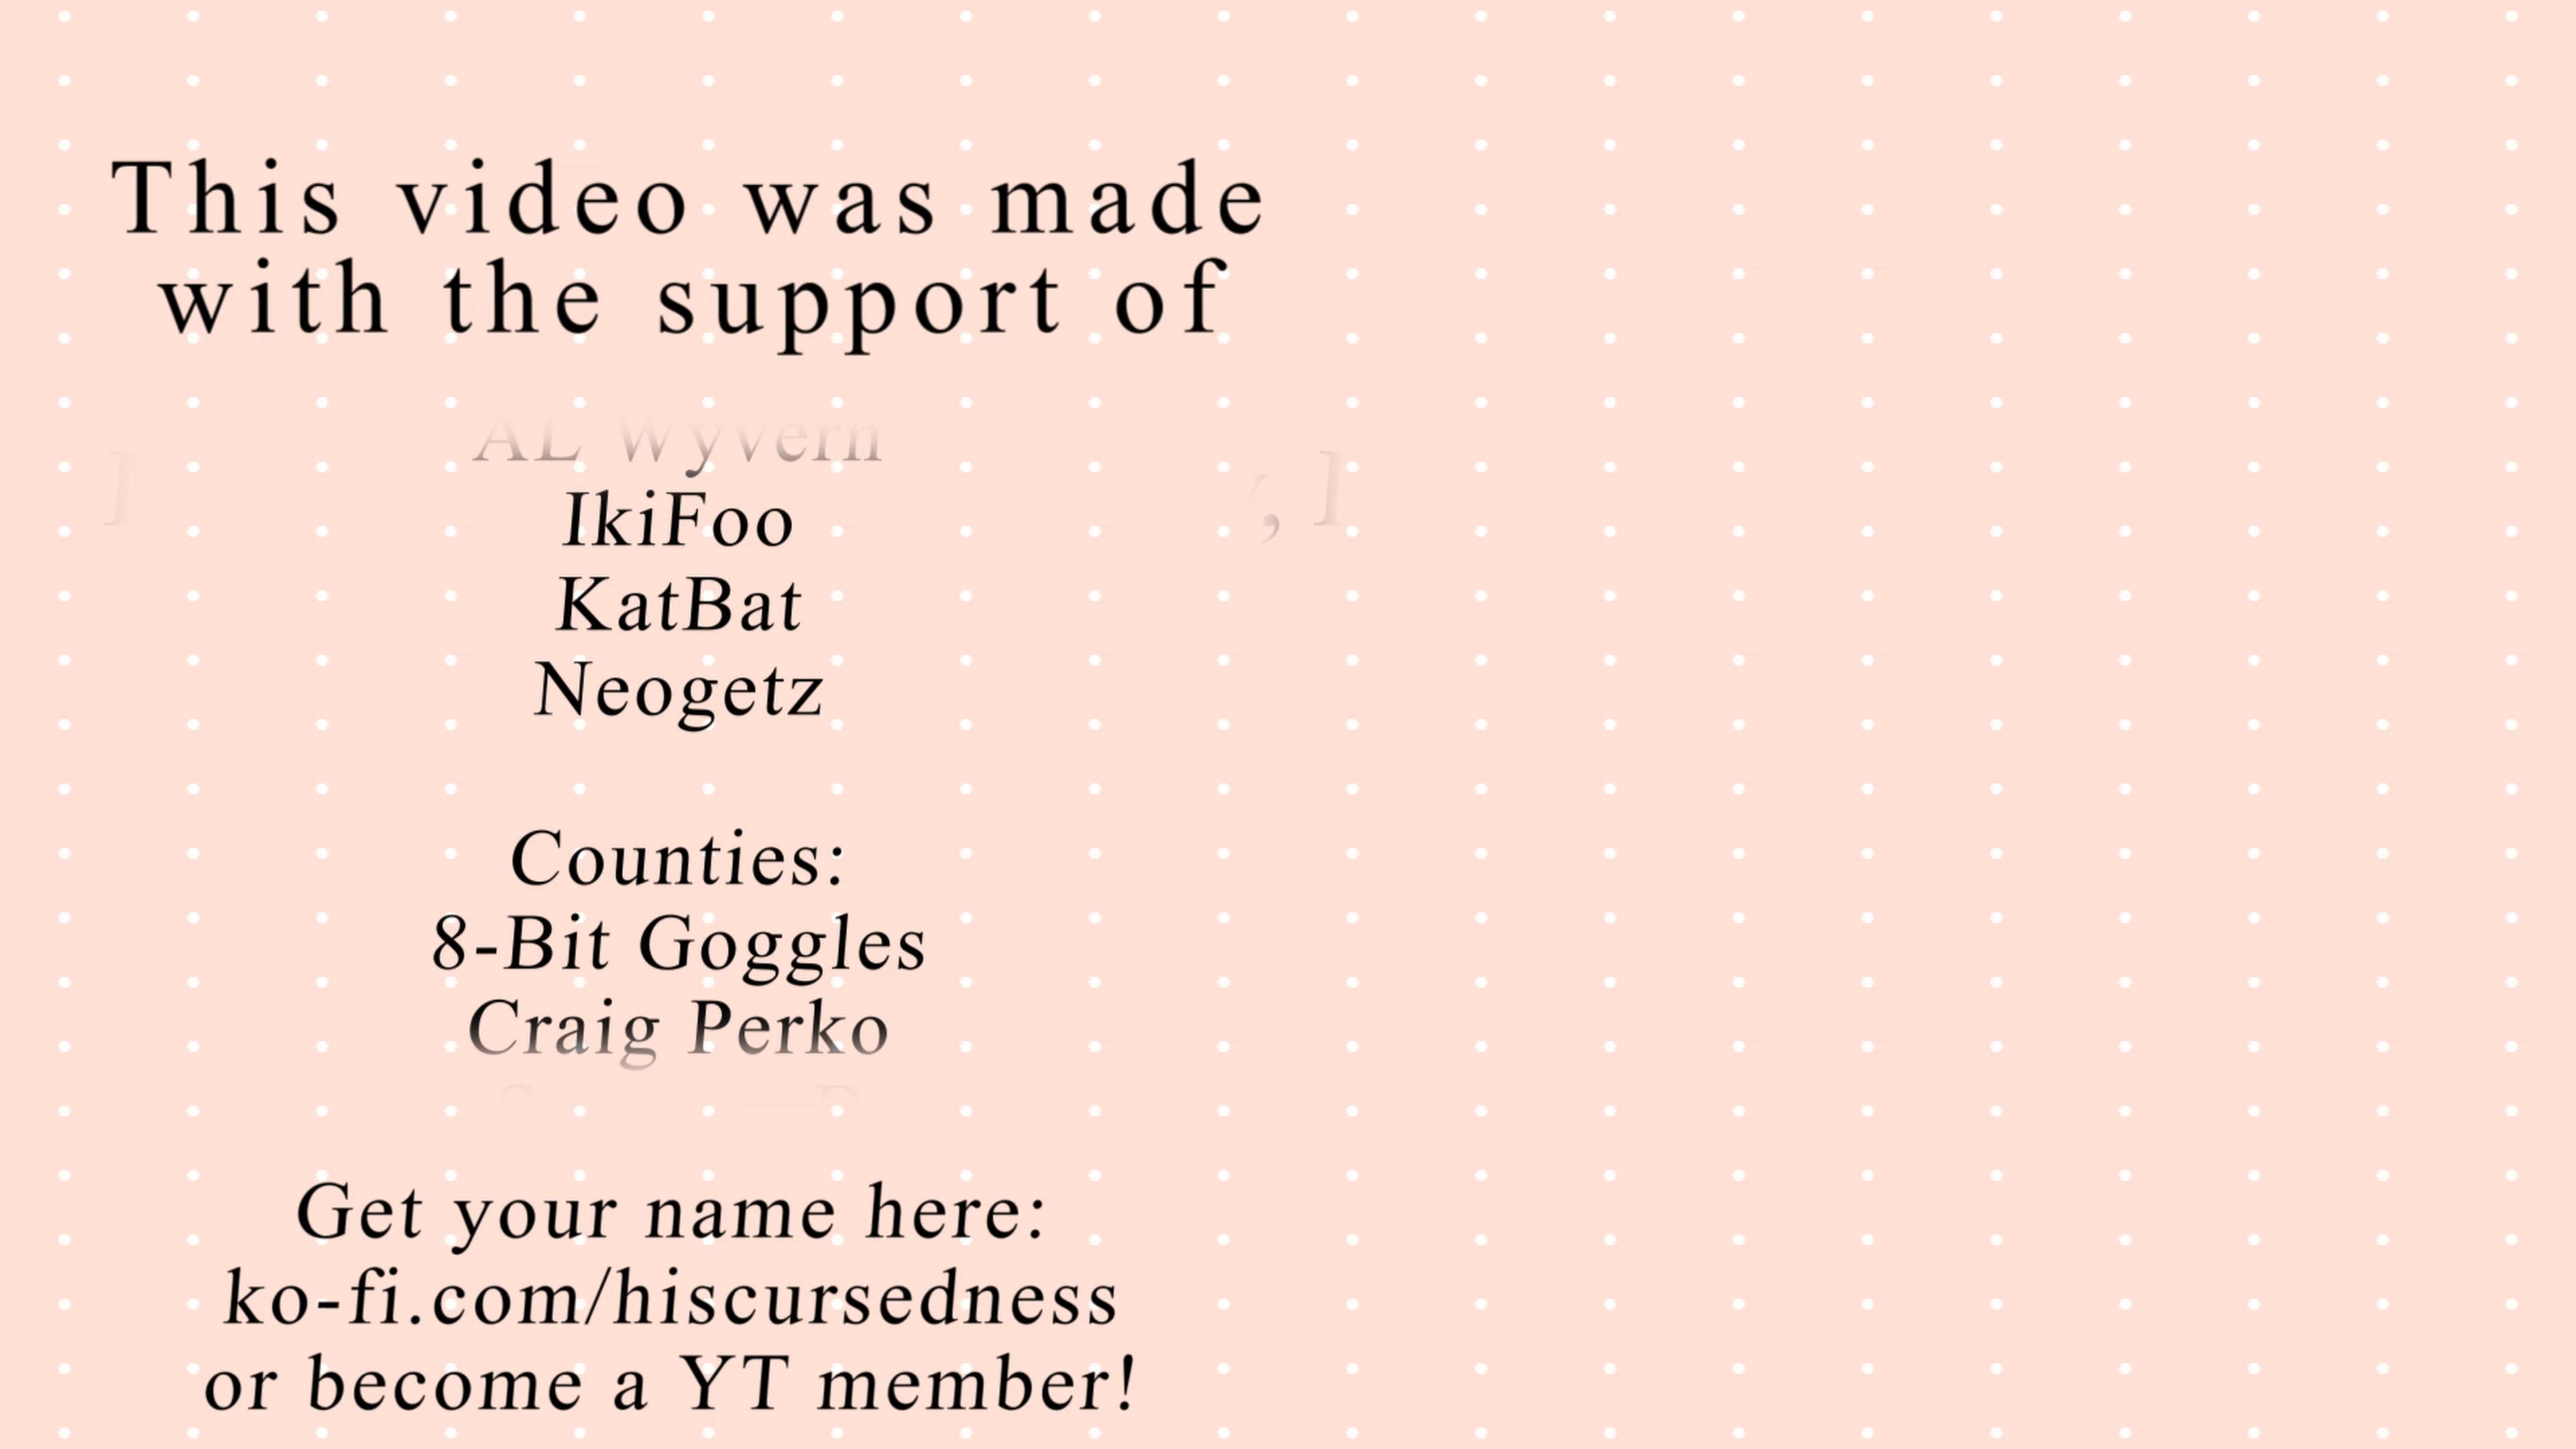 This video was made
with the support of
AL Wyvern
IkiFoo
KatBat
Neogetz
Counties:
8-Bit Goggles
Craig Perko
Get your name here:
ko-fi.com/hiscursedness
or become a YT member!